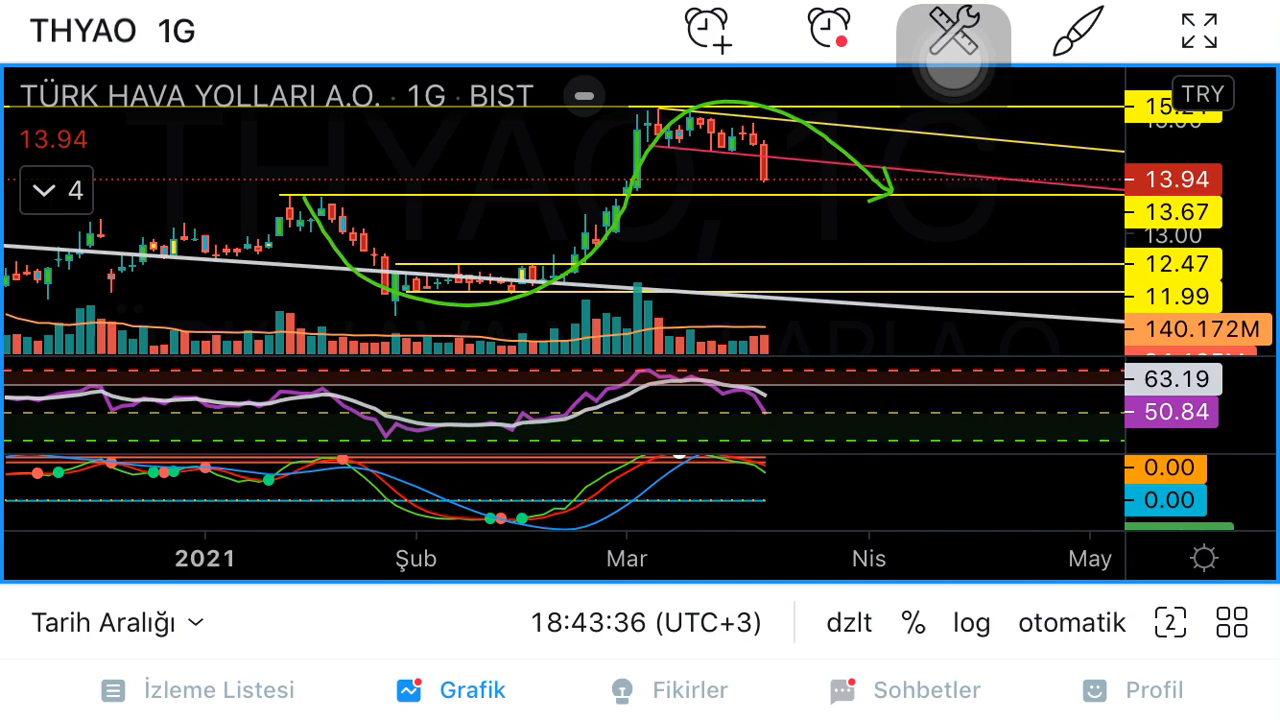 THYAO 1G
TÜRK HAVA YOLLARI A.O. · 1G · BIST
TRY
13.94
4
13.94
13.67
13.00
12.47
11.99
140.172M
63.19
50.84
0.00
0.00
2021 Şub Mar Nis May
Tarih Aralığı 18:43:36 (UTC+3) dzlt % log otomatik 2
İzleme Listesi Grafik Fikirler Sohbetler Profil